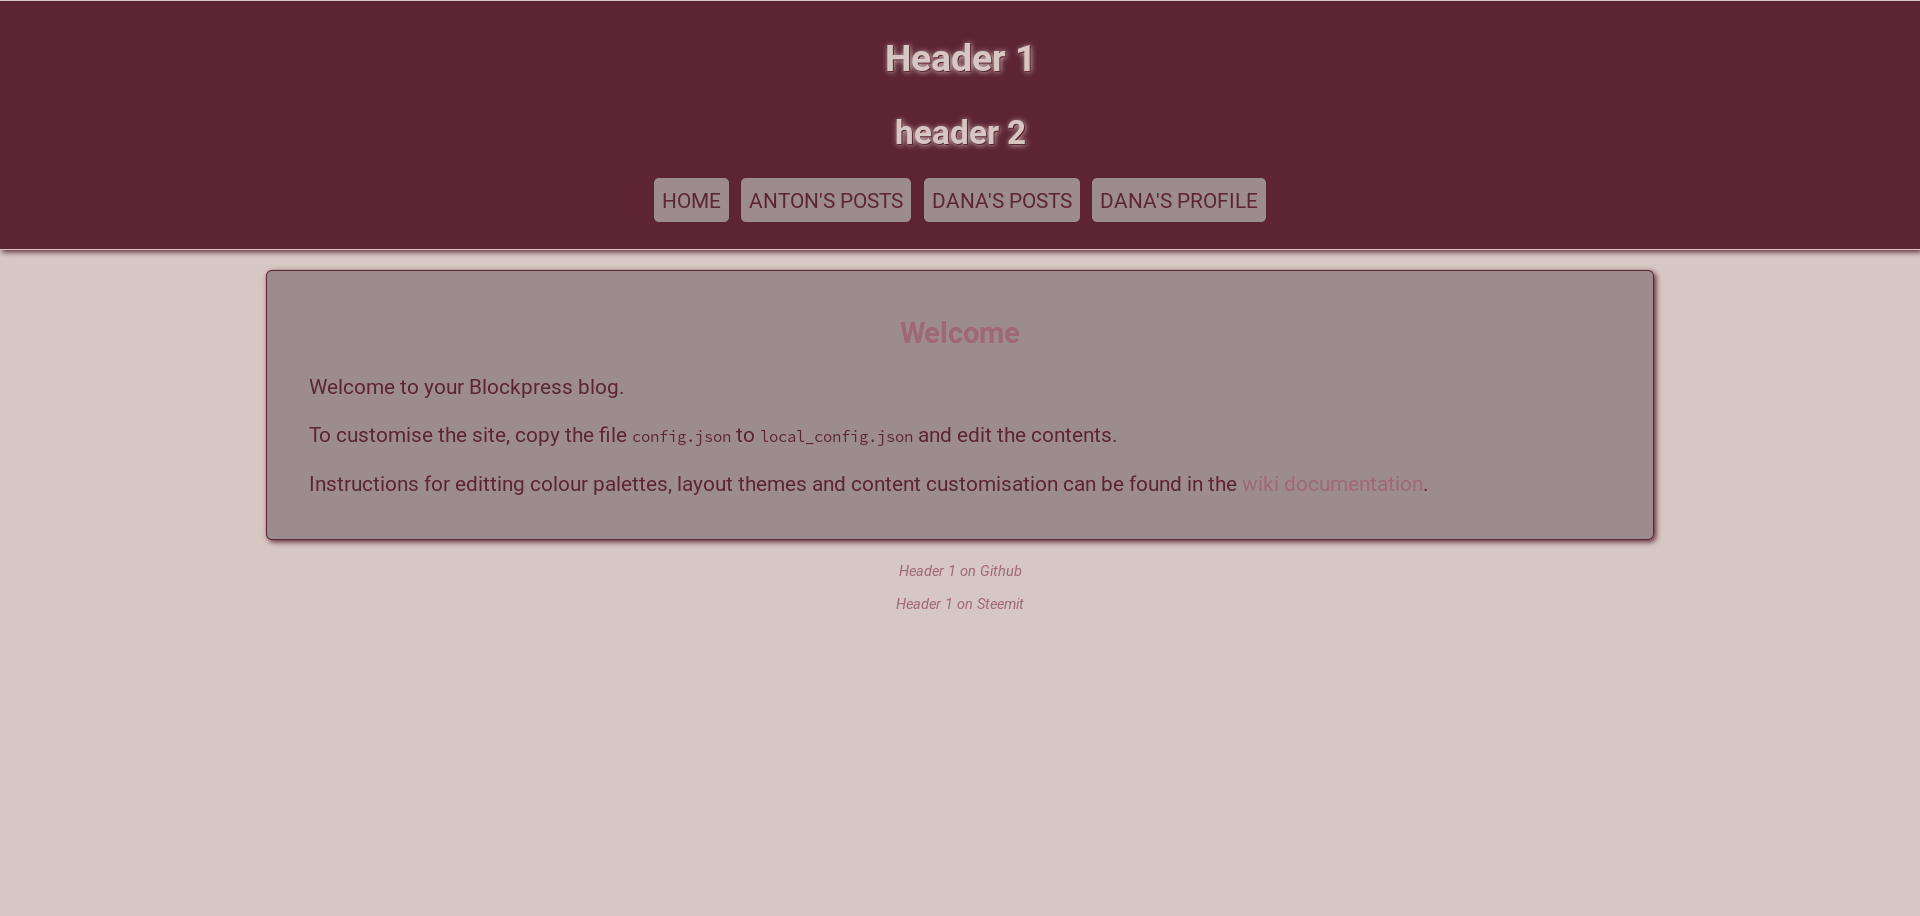 Header 1
header 2
HOME ANTON'S POSTS DANA'S POSTS DANA'S PROFILE
Welcome
Welcome to your Blockpress blog.
To customise the site, copy the file config.json to local_config.json and edit the contents.
Instructions for editting colour palettes, layout themes and content customisation can be found in the wiki documentation.
Header 1 on Github
Header 1 on Steemit